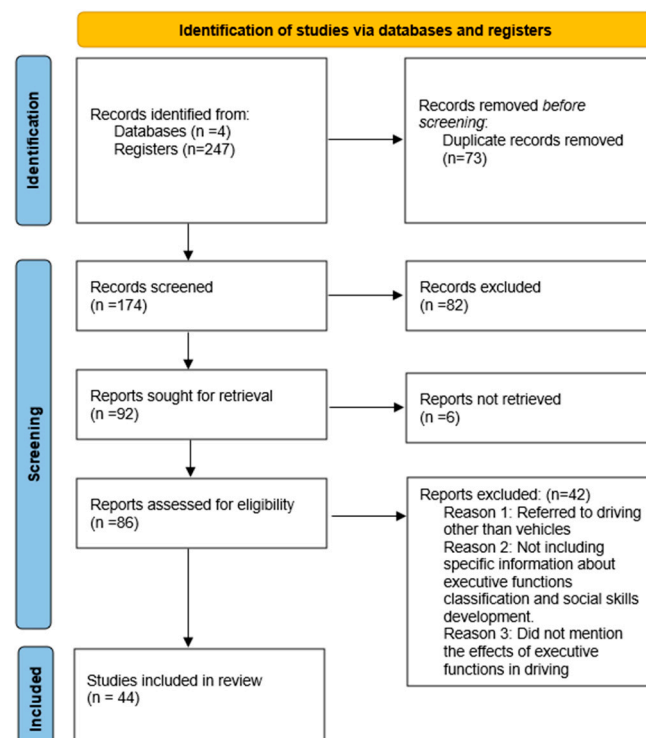 Identification of studies via databases and registers
Identification
Records identified from:
Databases (n =4)
Registers (n=247)
Records removed before
screening:
Duplicate records removed
(n=73)
Screening
Records screened
(n =174)
Records excluded
(n =82)
Reports sought for retrieval
(n =92)
Reports not retrieved
(n =6)
Reports assessed for eligibility
(n =86)
Reports excluded: (n=42)
Reason 1: Referred to driving
other than vehicles
Reason 2: Not including
specific information about
executive functions
classification and social skills
development.
Reason 3: Did not mention
the effects of executive
functions in driving
Included
Studies included in review
(n = 44)